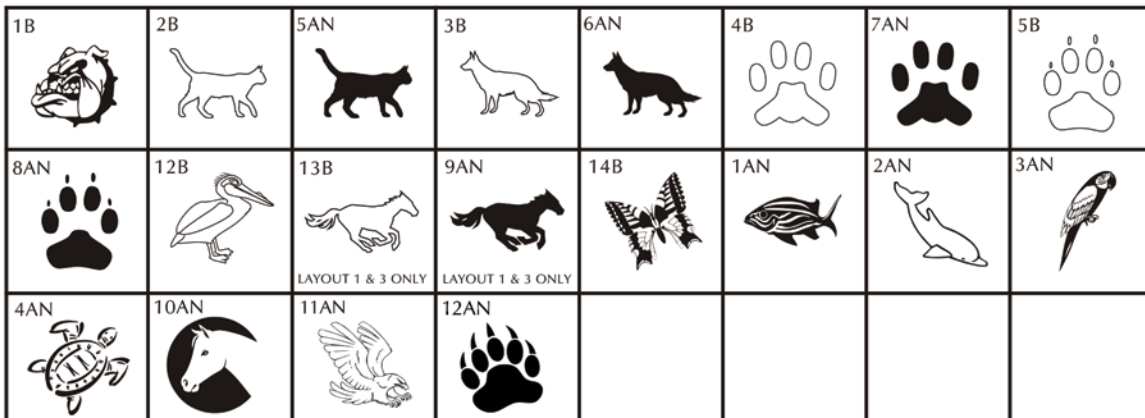 1B 2B 5AN 3B 6AN 4B 7AN 5B
8AN 12B 13B 9AN 14B 1AN 2AN 3AN
LAYOUT 1 & 3 ONLY LAYOUT 1 & 3 ONLY
4AN 10AN 11AN 12AN